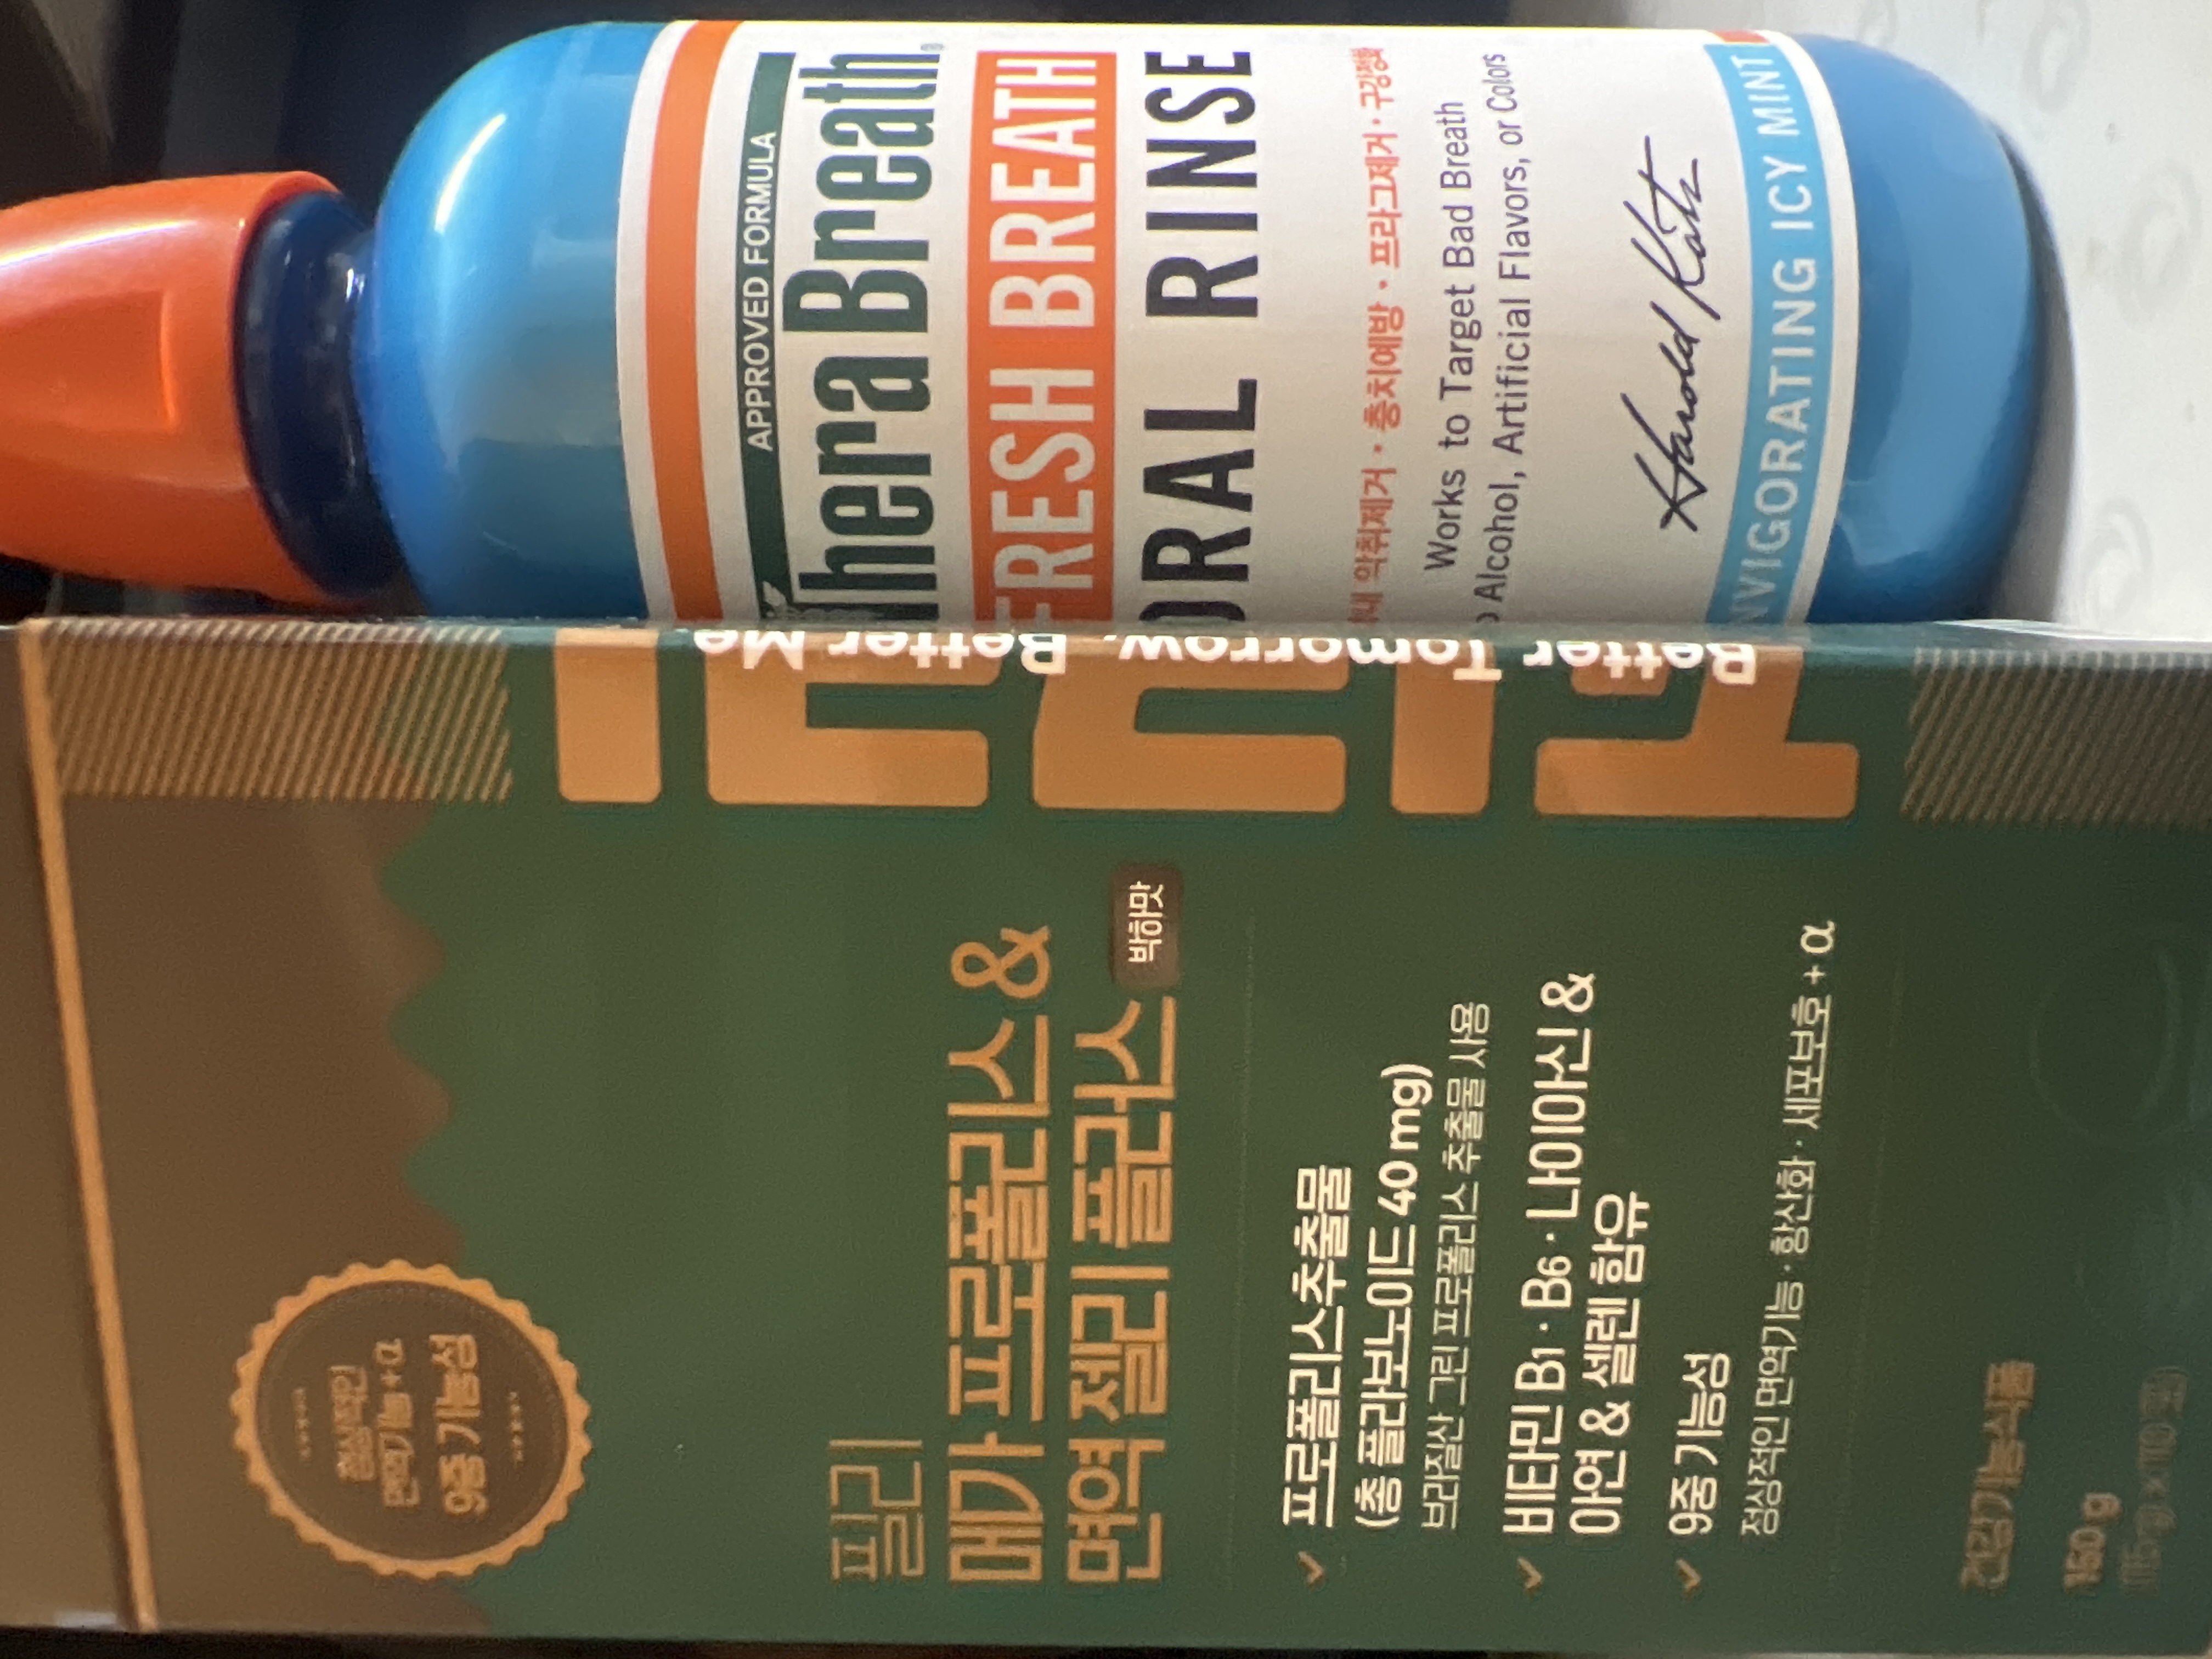 APPROVED FORMULA
TheraBreath®
FRESH BREATH
ORAL RINSE
악취제거 · 충치예방 · 프라그제거 · 구강청
Works to Target Bad Breath
Alcohol, Artificial Flavors, or Colors
Harold Katz
INVIGORATING ICY MINT
Better Tomorrow, Better Me
정상적인
면역기능+α
9중 기능성
필리
메가 프로폴리스 &
면역 젤리 플러스
박하맛
프로폴리스추출물
(총 플라보노이드 40 mg)
브라질산 그린 프로폴리스 추출물 사용
비타민 B1 · B6 · 나이아신 &
아연 & 셀렌 함유
9중 기능성
정상적인 면역기능 · 항산화 · 세포보호 + α
건강기능식품
150 g
(15 g x 10 포)